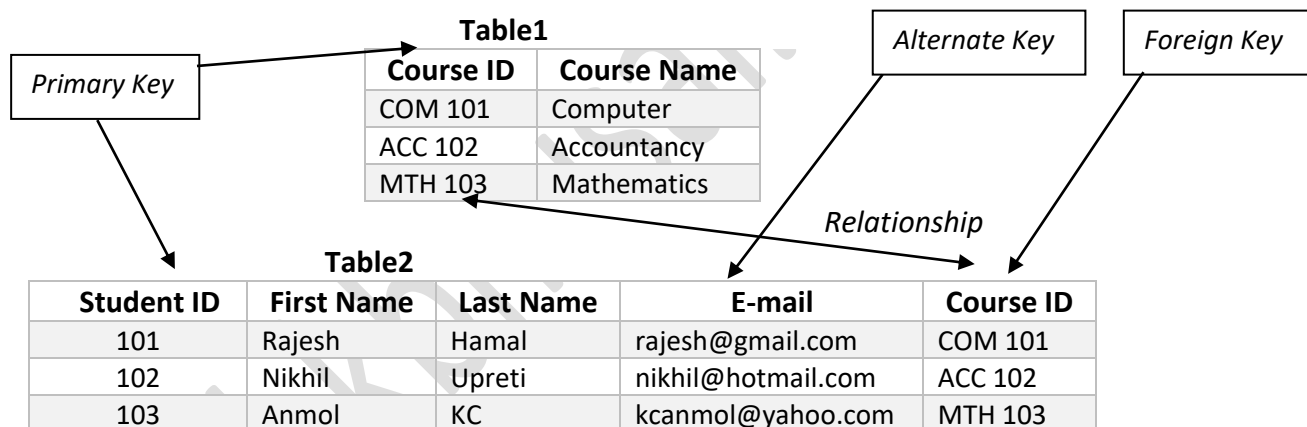 Table1
Alternate Key
Foreign Key
Primary Key
Course ID Course Name
COM 101 Computer
ACC 102 Accountancy
MTH 103 Mathematics
Relationship
Table2
Student ID First Name Last Name E-mail Course ID
101 Rajesh Hamal rajesh@gmail.com COM 101
102 Nikhil Upreti nikhil@hotmail.com ACC 102
103 Anmol KC kcanmol@yahoo.com MTH 103